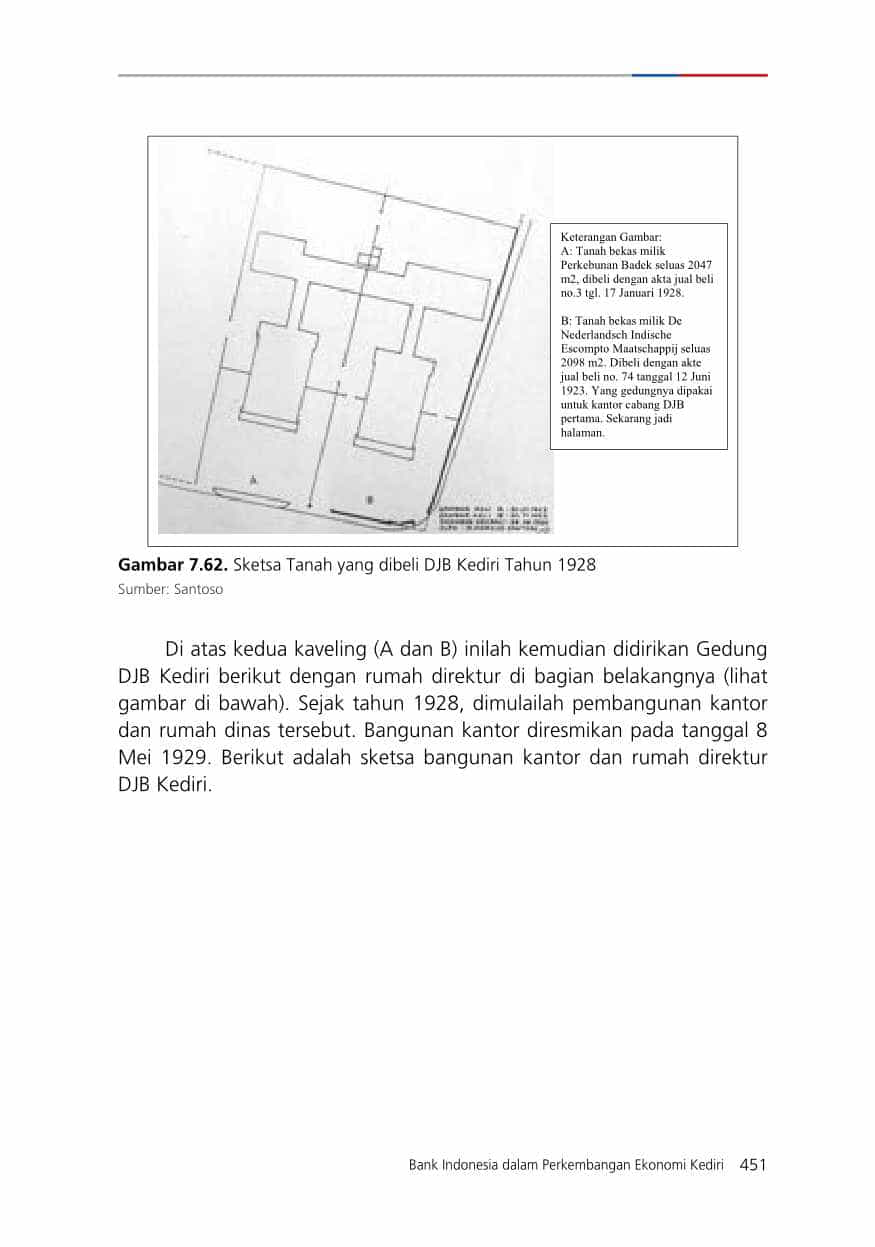 Keterangan Gambar:
A: Tanah bekas milik
Perkebunan Badek seluas 2047
m2, dibeli dengan akta jual beli
no.3 tgl. 17 Januari 1928.
B: Tanah bekas milik De
Nederlandsch Indische
Escompto Maatschappij seluas
2098 m2. Dibeli dengan akte
jual beli no. 74 tanggal 12 Juni
1923. Yang gedungnya dipakai
untuk kantor cabang DJB
pertama. Sekarang jadi
halaman.
A
B
Gambar 7.62. Sketsa Tanah yang dibeli DJB Kediri Tahun 1928
Sumber: Santoso
Di atas kedua kaveling (A dan B) inilah kemudian didirikan Gedung
DJB Kediri berikut dengan rumah direktur di bagian belakangnya (lihat
gambar di bawah). Sejak tahun 1928, dimulailah pembangunan kantor
dan rumah dinas tersebut. Bangunan kantor diresmikan pada tanggal 8
Mei 1929. Berikut adalah sketsa bangunan kantor dan rumah direktur
DJB Kediri.
Bank Indonesia dalam Perkembangan Ekonomi Kediri 451